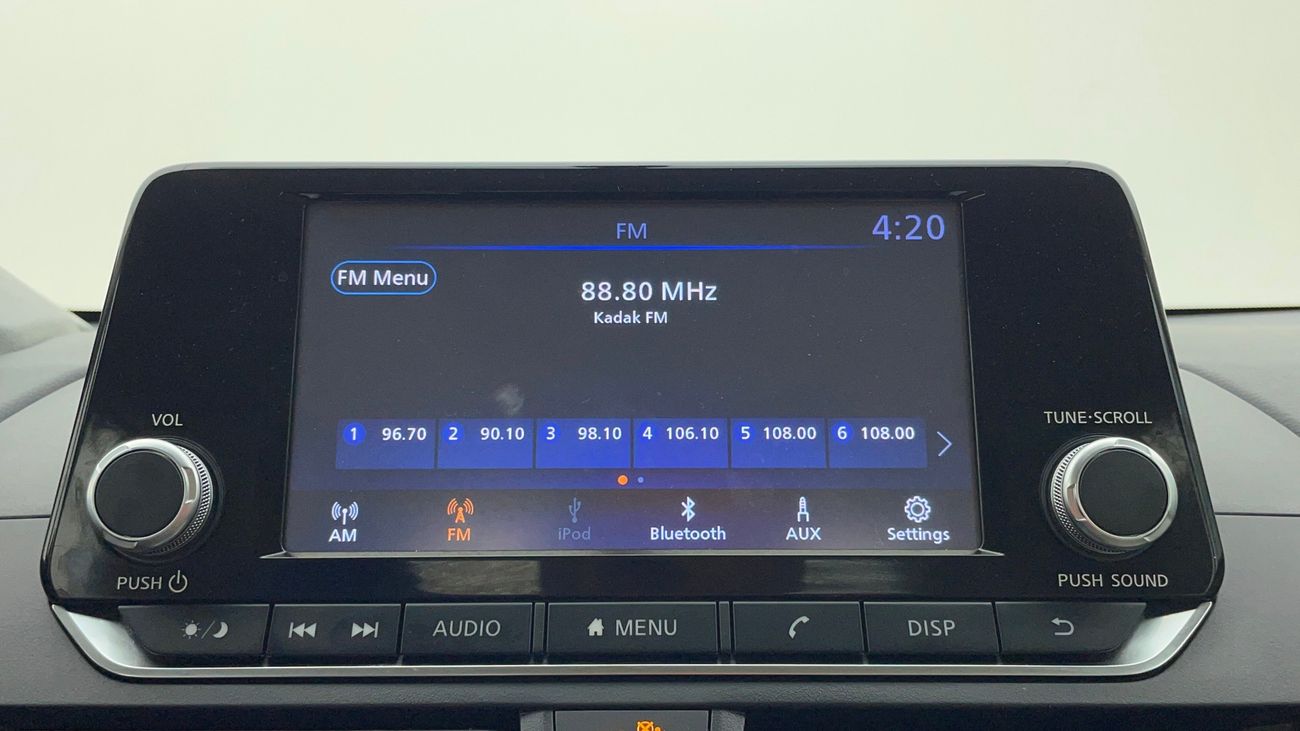 FM
4:20
FM Menu
88.80 MHz
Kadak FM
1 96.70
2 90.10
3 98.10
4 106.10
5 108.00
6 108.00
AM
FM
iPod
Bluetooth
AUX
Settings
VOL
PUSH
TUNE·SCROLL
PUSH SOUND
AUDIO
MENU
DISP